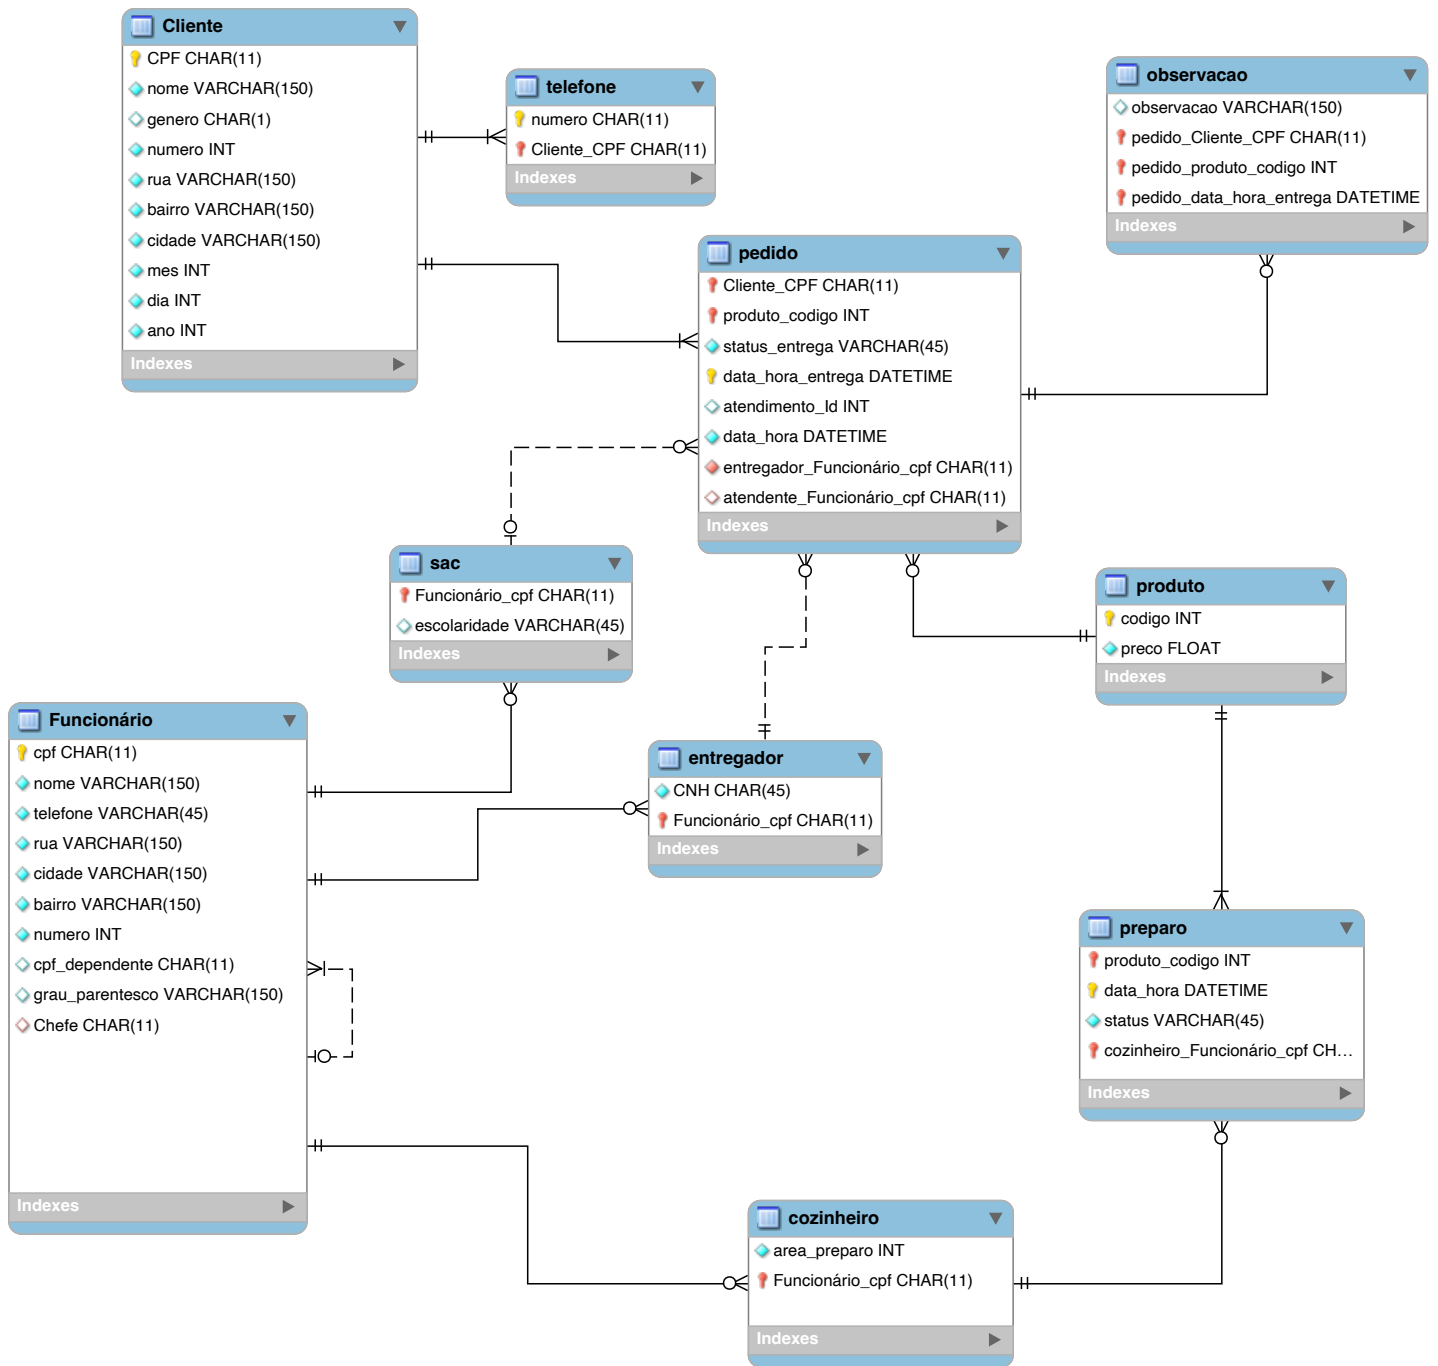 Cliente
CPF CHAR(11)
nome VARCHAR(150)
genero CHAR(1)
numero INT
rua VARCHAR(150)
bairro VARCHAR(150)
cidade VARCHAR(150)
mes INT
dia INT
ano INT
Indexes
telefone
numero CHAR(11)
Cliente_CPF CHAR(11)
Indexes
observacao
observacao VARCHAR(150)
pedido_Cliente_CPF CHAR(11)
pedido_produto_codigo INT
pedido_data_hora_entrega DATETIME
Indexes
pedido
Cliente_CPF CHAR(11)
produto_codigo INT
status_entrega VARCHAR(45)
data_hora_entrega DATETIME
atendimento_Id INT
data_hora DATETIME
entregador_Funcionário_cpf CHAR(11)
atendente_Funcionário_cpf CHAR(11)
Indexes
sac
Funcionário_cpf CHAR(11)
escolaridade VARCHAR(45)
Indexes
produto
codigo INT
preco FLOAT
Indexes
Funcionário
cpf CHAR(11)
nome VARCHAR(150)
telefone VARCHAR(45)
rua VARCHAR(150)
cidade VARCHAR(150)
bairro VARCHAR(150)
numero INT
cpf_dependente CHAR(11)
grau_parentesco VARCHAR(150)
Chefe CHAR(11)
Indexes
entregador
CNH CHAR(45)
Funcionário_cpf CHAR(11)
Indexes
preparo
produto_codigo INT
data_hora DATETIME
status VARCHAR(45)
cozinheiro_Funcionário_cpf CH...
Indexes
cozinheiro
area_preparo INT
Funcionário_cpf CHAR(11)
Indexes